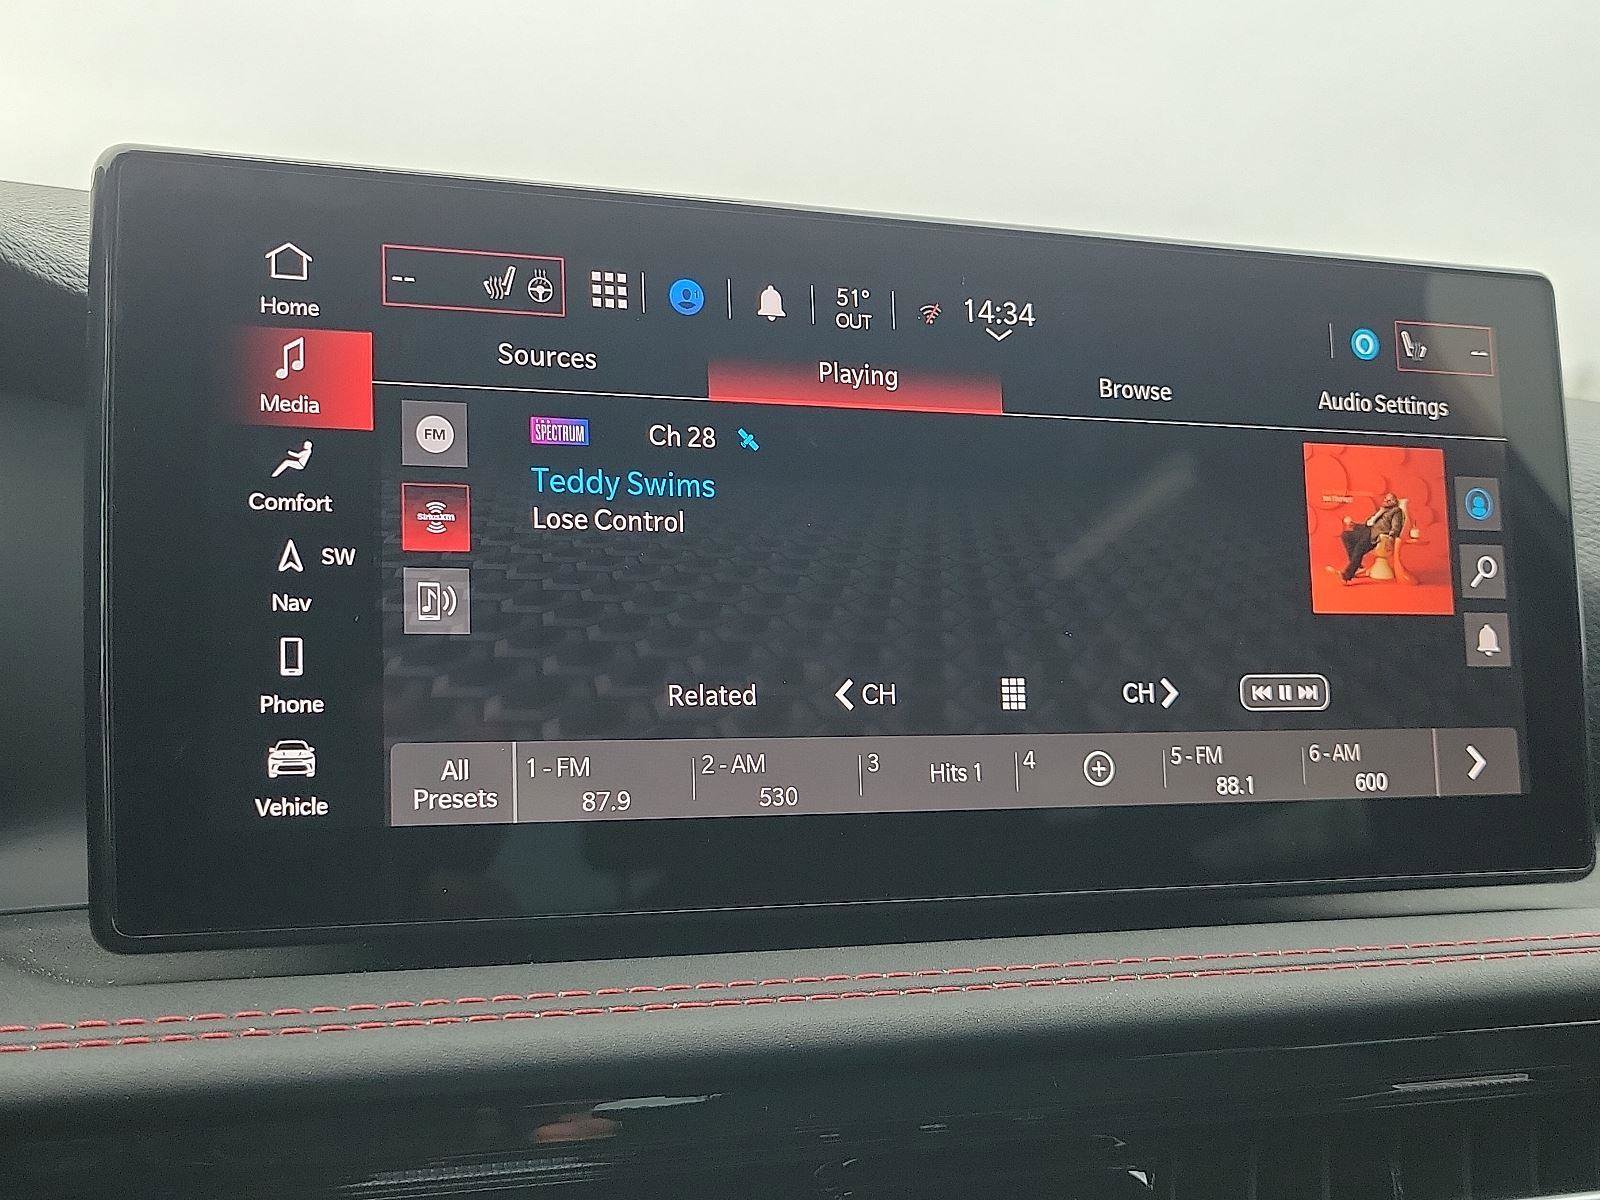 Home
Media
Comfort
SW
Nav
Phone
Vehicle
--
51°
OUT
14:34
--
Sources
Playing
Browse
Audio Settings
FM
SiriusXM
SPECTRUM
Ch 28
Teddy Swims
Lose Control
Related
CH
CH
All
Presets
1-FM
87.9
2-AM
530
3
Hits 1
4
5-FM
88.1
6-AM
600